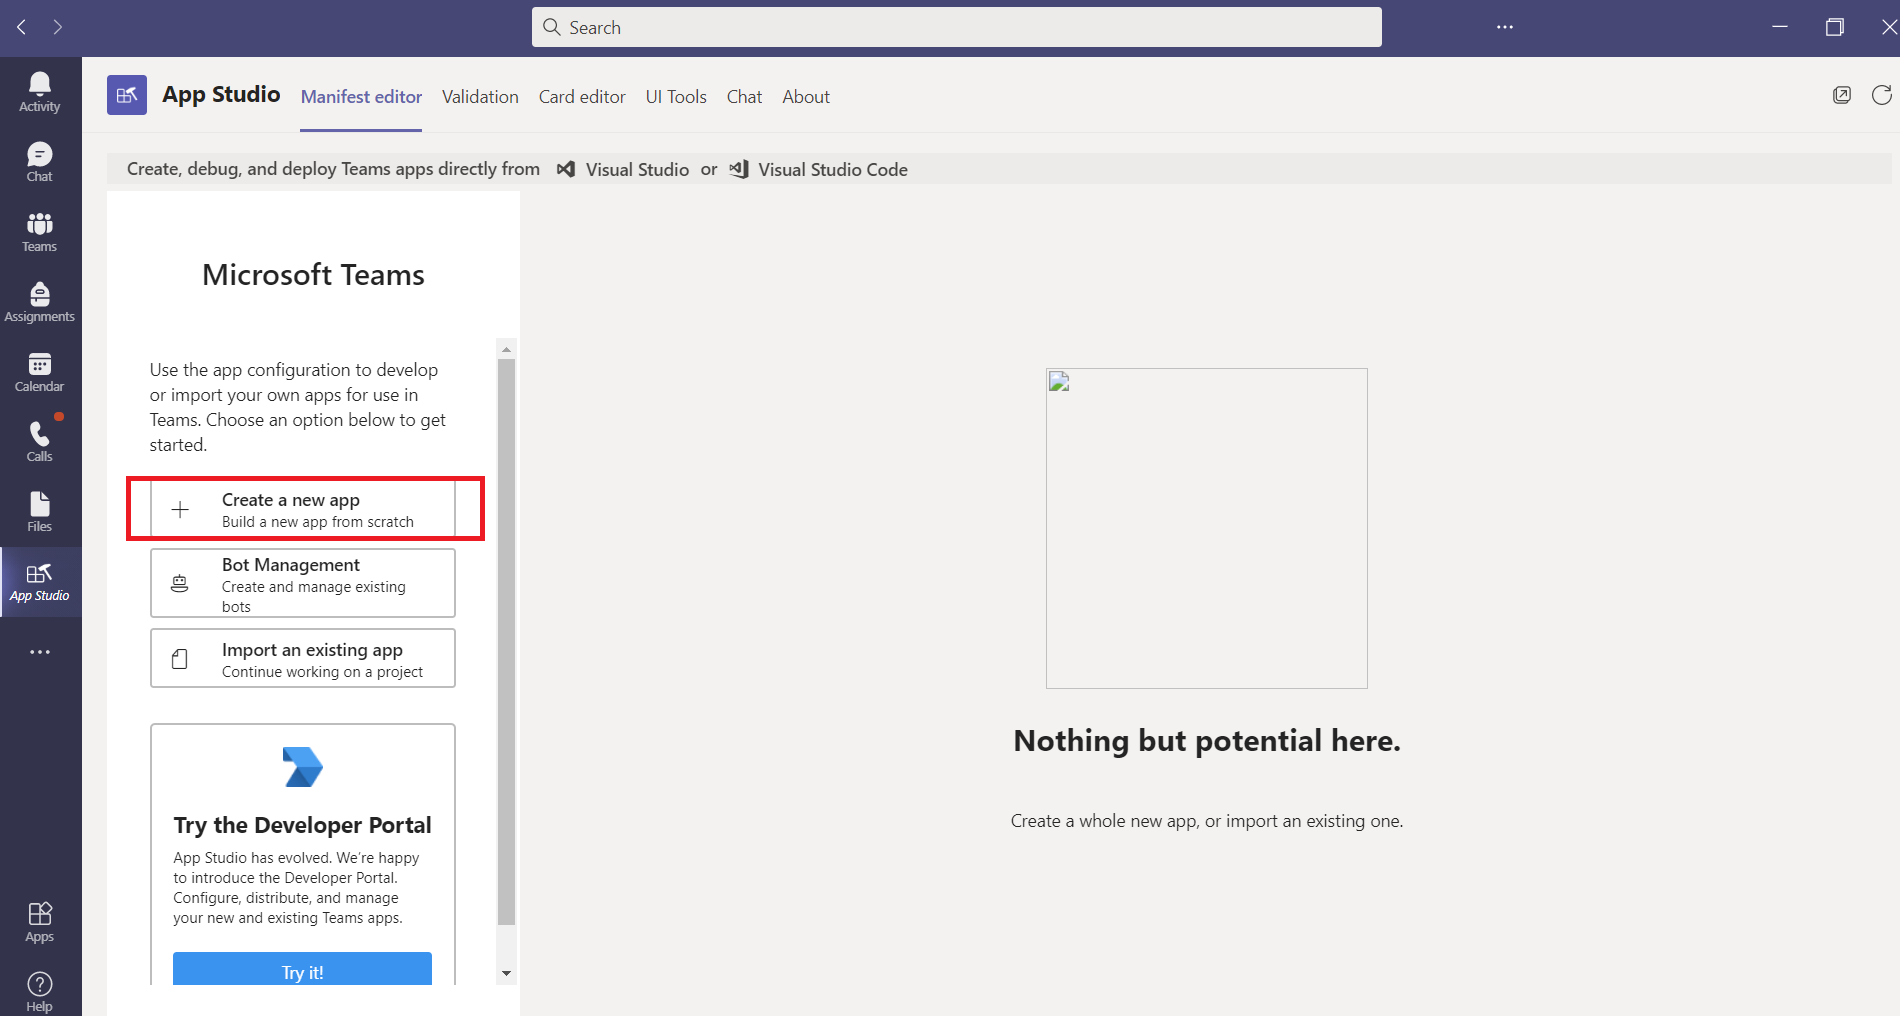 Search
Activity
Chat
Teams
Assignments
Calendar
Calls
Files
App Studio
Apps
Help
App Studio
Manifest editor
Validation
Card editor
UI Tools
Chat
About
Create, debug, and deploy Teams apps directly from Visual Studio or Visual Studio Code
Microsoft Teams
Use the app configuration to develop
or import your own apps for use in
Teams. Choose an option below to get
started.
Create a new app
Build a new app from scratch
Bot Management
Create and manage existing
bots
Import an existing app
Continue working on a project
Try the Developer Portal
App Studio has evolved. We're happy
to introduce the Developer Portal.
Configure, distribute, and manage
your new and existing Teams apps.
Try it!
Nothing but potential here.
Create a whole new app, or import an existing one.